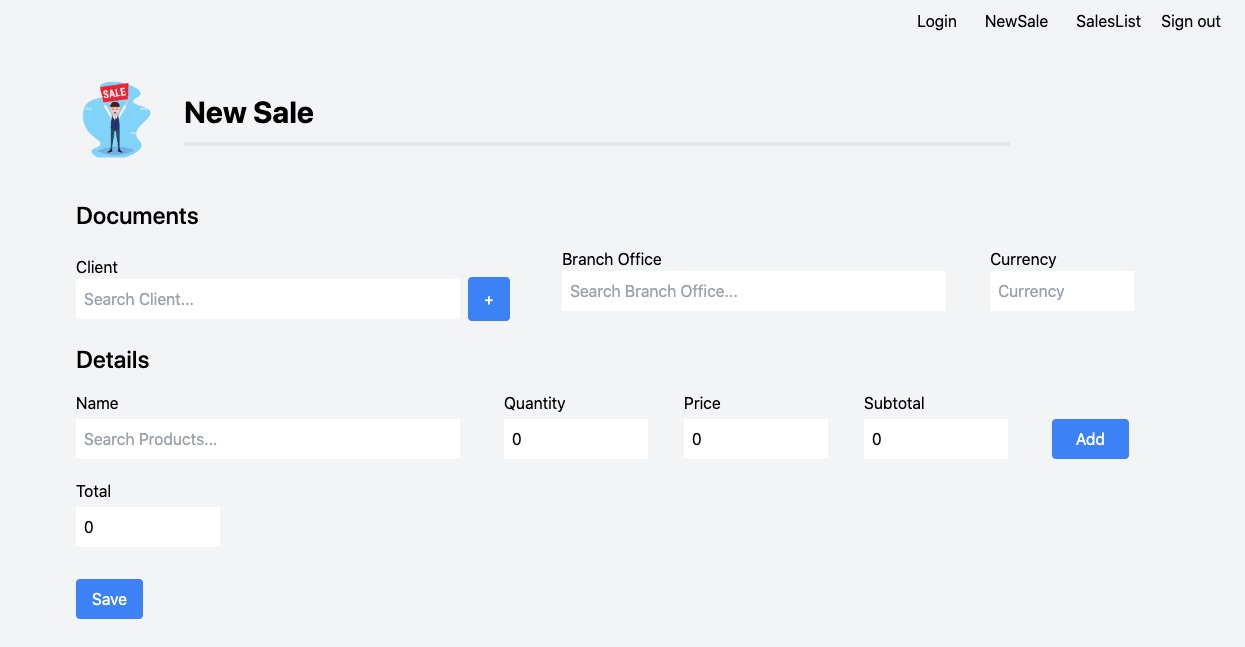 Login NewSale SalesList Sign out
SALE
New Sale
Documents
Client Branch Office Currency
Search Client... + Search Branch Office... Currency
Details
Name Quantity Price Subtotal
Search Products... 0 0 0 Add
Total
0
Save